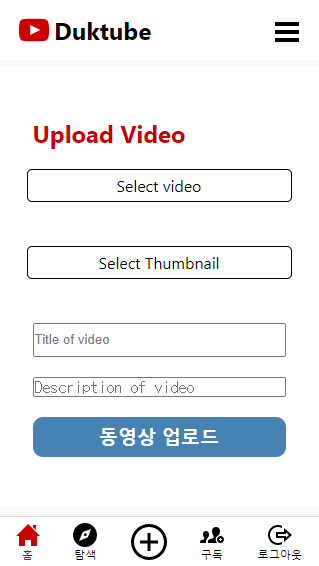 Duktube
Upload Video
Select video
Select Thumbnail
Title of video
Description of video
동영상 업로드
홈
탐색
구독
로그아웃